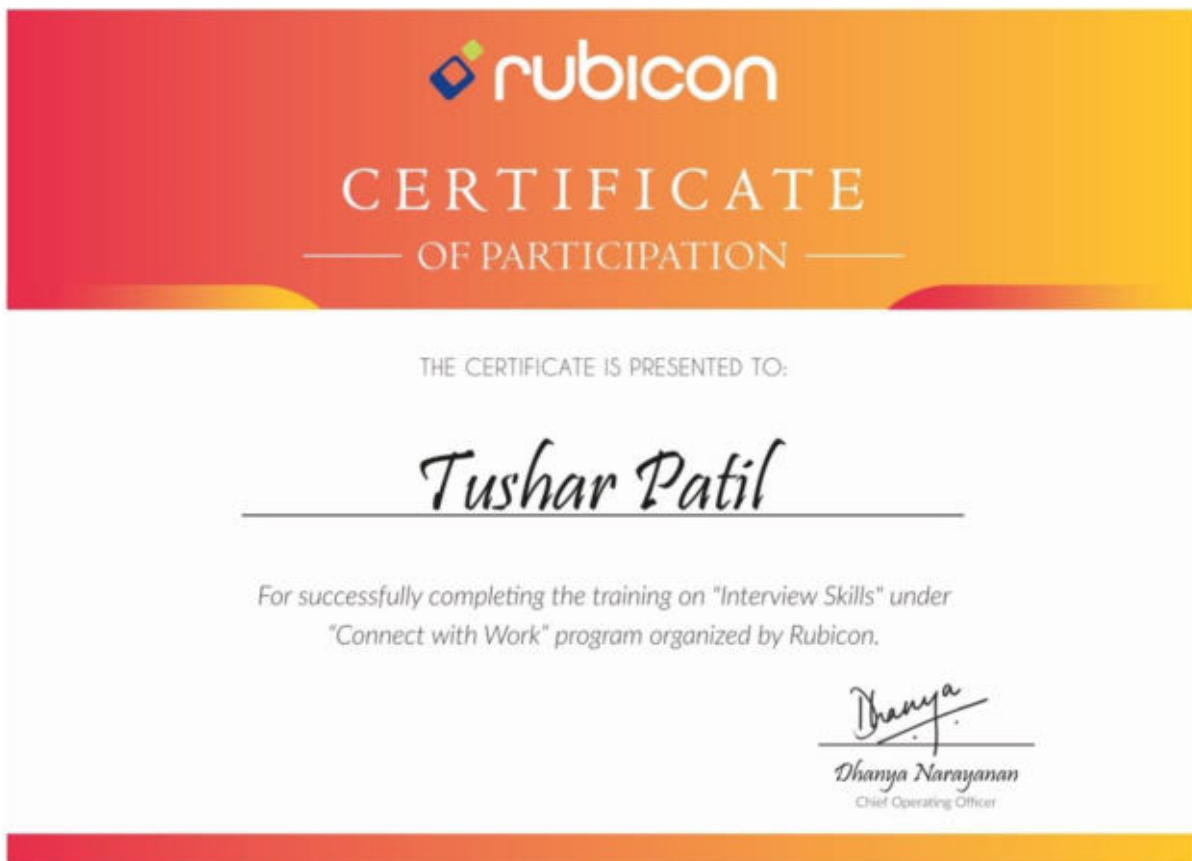 rubicon
CERTIFICATE
OF PARTICIPATION
THE CERTIFICATE IS PRESENTED TO:
Tushar Patil
For successfully completing the training on "Interview Skills" under
"Connect with Work" program organized by Rubicon.
Dhanya
Dhanya Narayanan
Chief Operating Officer